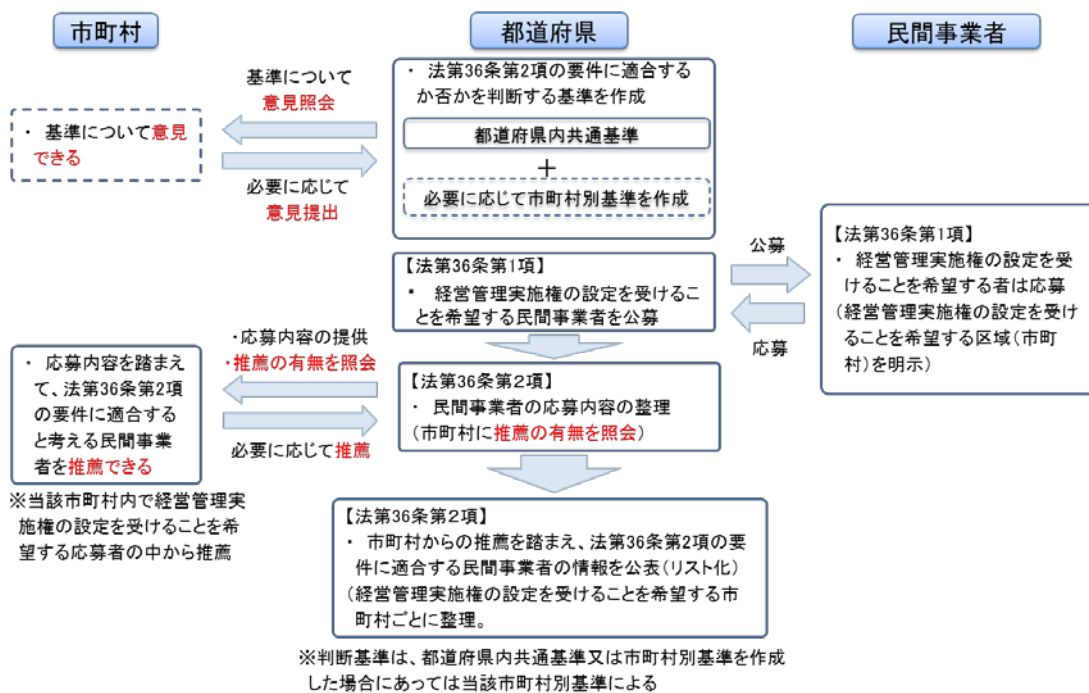 市町村
都道府県
民間事業者
・ 法第36条第2項の要件に適合する
か否かを判断する基準を作成
都道府県内共通基準
＋
必要に応じて市町村別基準を作成
基準について
意見照会
・ 基準について意見
できる
必要に応じて
意見提出
【法第36条第1項】
・ 経営管理実施権の設定を受けるこ
とを希望する民間事業者を公募
公募
応募
【法第36条第1項】
・ 経営管理実施権の設定を受
けることを希望する者は応募
(経営管理実施権の設定を受け
ることを希望する区域(市町
村)を明示)
・応募内容の提供
・推薦の有無を照会
・ 応募内容を踏まえ
て、法第36条第2項
の要件に適合する
と考える民間事業
者を推薦できる
必要に応じて推薦
※当該市町村内で経営管理実
施権の設定を受けることを希
望する応募者の中から推薦
【法第36条第２項】
・ 民間事業者の応募内容の整理
(市町村に推薦の有無を照会)
【法第36条第２項】
・ 市町村からの推薦を踏まえ、法第36条第2項の要
件に適合する民間事業者の情報を公表(リスト化)
(経営管理実施権の設定を受けることを希望する市
町村ごとに整理。
※判断基準は、都道府県内共通基準又は市町村別基準を作成
した場合にあっては当該市町村別基準による